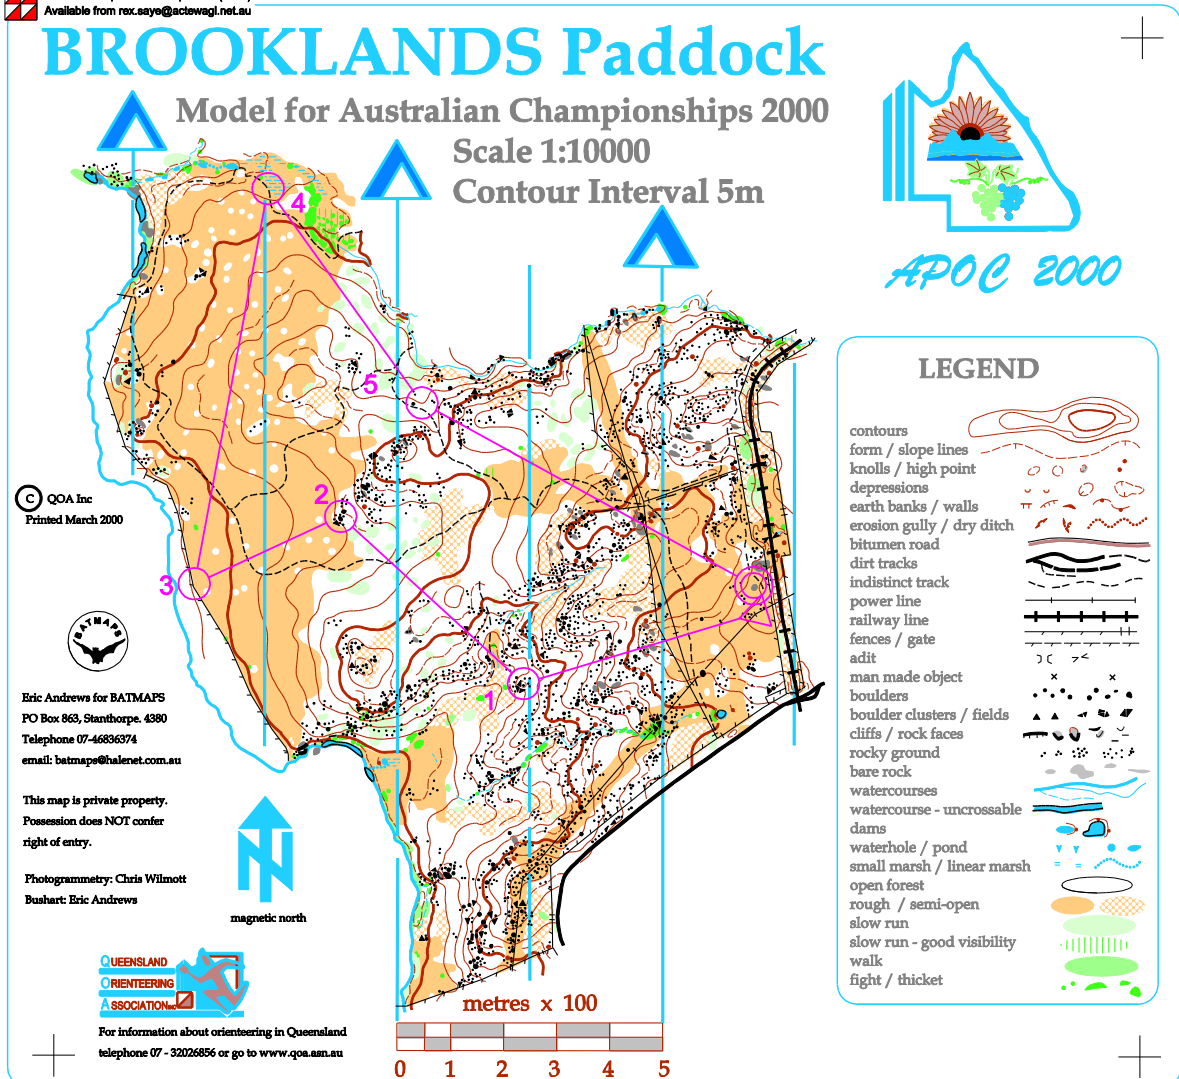 Available from rex.saye@actewagl.net.au
BROOKLANDS Paddock
Model for Australian Championships 2000
Scale 1:10000
Contour Interval 5m
APOC 2000
4
5
2
3
1
C QOA Inc
Printed March 2000
BATMAPS
Eric Andrews for BATMAPS
PO Box 863, Stanthorpe. 4380
Telephone 07-46836374
email: batmaps@halenet.com.au
This map is private property.
Possession does NOT confer
right of entry.
Photogrammetry: Chris Wilmott
Bushart: Eric Andrews
magnetic north
QUEENSLAND
ORIENTEERING
ASSOCIATION INC
For information about orienteering in Queensland
telephone 07 - 32026856 or go to www.qoa.asn.au
metres x 100
0 1 2 3 4 5
LEGEND
contours
form / slope lines
knolls / high point
depressions
earth banks / walls
erosion gully / dry ditch
bitumen road
dirt tracks
indistinct track
power line
railway line
fences / gate
adit
man made object
boulders
boulder clusters / fields
cliffs / rock faces
rocky ground
bare rock
watercourses
watercourse - uncrossable
dams
waterhole / pond
small marsh / linear marsh
open forest
rough / semi-open
slow run
slow run - good visibility
walk
fight / thicket